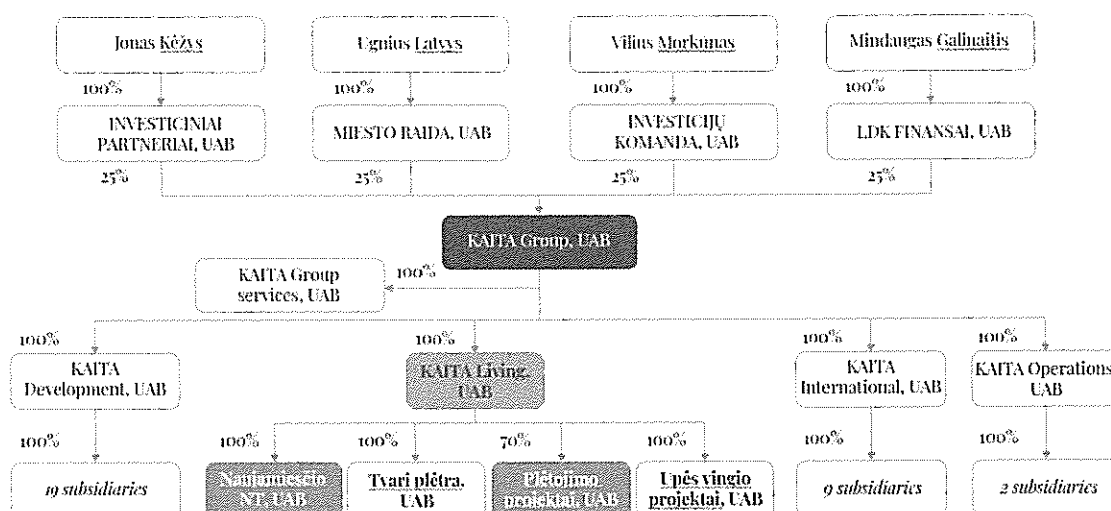 Jonas Kėžys
Ugnius Latvys
Vilius Morkūnas
Mindaugas Galinaitis
100%
100%
100%
100%
INVESTICINIAI
PARTNERIAI, UAB
MIESTO RAIDA, UAB
INVESTICIJŲ
KOMANDA, UAB
LDK FINANSAI, UAB
25%
25%
25%
25%
KAITA Group, UAB
KAITA Group
services, UAB
100%
100%
100%
100%
100%
KAITA
Development, UAB
KAITA Living,
UAB
KAITA
International, UAB
KAITA Operations,
UAB
100%
100%
100%
70%
100%
100%
100%
19 subsidiaries
Naujamiesčio
NT, UAB
Tvari plėtra,
UAB
Plėtojimo
projektai, UAB
Upės vingio
projektai, UAB
9 subsidiaries
2 subsidiaries